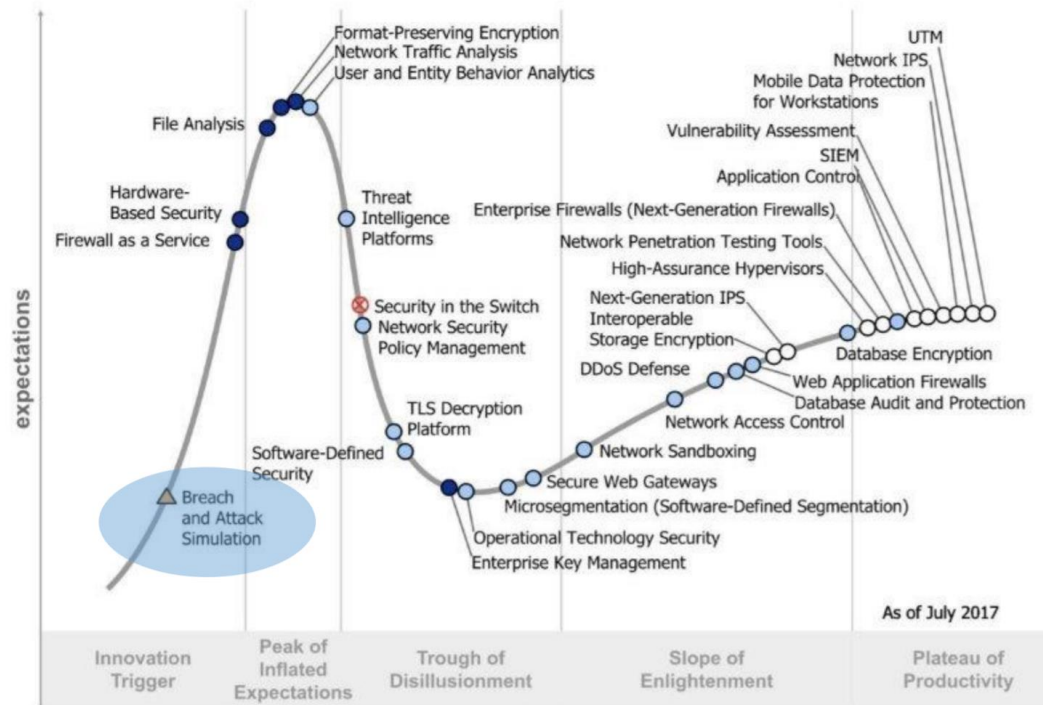 Format-Preserving Encryption
Network Traffic Analysis
User and Entity Behavior Analytics
File Analysis
Hardware-
Based Security
Firewall as a Service
Threat
Intelligence
Platforms
Security in the Switch
Network Security
Policy Management
TLS Decryption
Platform
Software-Defined
Security
Breach
and Attack
Simulation
UTM
Network IPS
Mobile Data Protection
for Workstations
Vulnerability Assessment
SIEM
Application Control
Enterprise Firewalls (Next-Generation Firewalls)
Network Penetration Testing Tools
High-Assurance Hypervisors
Next-Generation IPS
Interoperable
Storage Encryption
DDoS Defense
Database Encryption
Web Application Firewalls
Database Audit and Protection
Network Access Control
Network Sandboxing
Secure Web Gateways
Microsegmentation (Software-Defined Segmentation)
Operational Technology Security
Enterprise Key Management
expectations
As of July 2017
Innovation
Trigger
Peak of
Inflated
Expectations
Trough of
Disillusionment
Slope of
Enlightenment
Plateau of
Productivity